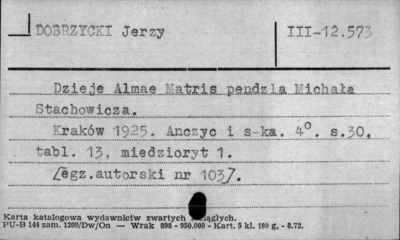 DOBRZYCKI Jerzy
III-12.573
Dzieje Almae Matris pendzla Michała
Stachowicza.
Kraków 1925. Anczyc i s-ka. 4°. s.30,
tabl. 13, miedzioryt 1.
/egz.autorski nr 103/.
Karta katalogowa wydawnictw zwartych i ciągłych.
PU-B 144 zam. 1209/Dw/On — Wrak 898 - 950.000 - Kart. 5 kl. 180 g, - 8.72.